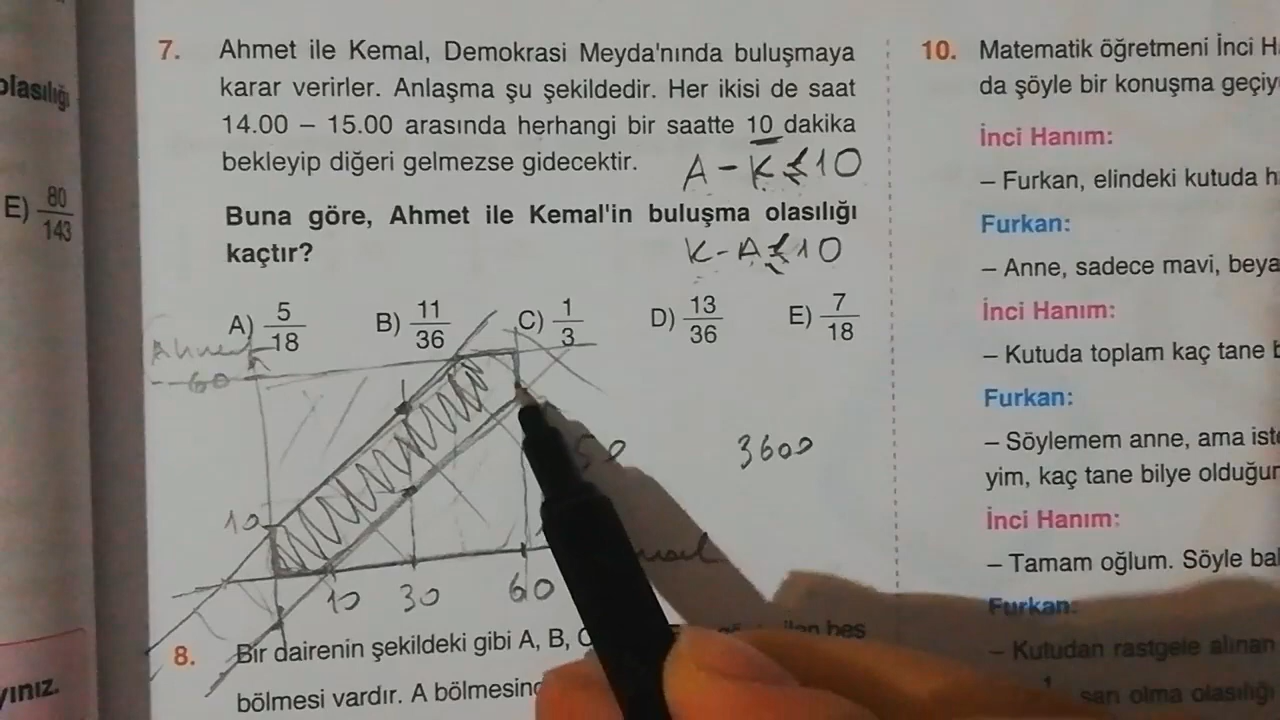 olasılığı
E) 80/143
yınız.
7. Ahmet ile Kemal, Demokrasi Meyda'nında buluşmaya
karar verirler. Anlaşma şu şekildedir. Her ikisi de saat
14.00 – 15.00 arasında herhangi bir saatte 10 dakika
bekleyip diğeri gelmezse gidecektir.
A - K ≤ 10
Buna göre, Ahmet ile Kemal'in buluşma olasılığı
kaçtır?
K - A ≤ 10
A) 5/18 B) 11/36 C) 1/3 D) 13/36 E) 7/18
Ahmet
60
50
3600
10
10 30 60
8. Bir dairenin şekildeki gibi A, B, C
bölmesi vardır. A bölmesin
10. Matematik öğretmeni İnci H
da şöyle bir konuşma geçiy
İnci Hanım:
– Furkan, elindeki kutuda h
Furkan:
– Anne, sadece mavi, beya
İnci Hanım:
– Kutuda toplam kaç tane b
Furkan:
– Söylemem anne, ama iste
yim, kaç tane bilye olduğun
İnci Hanım:
– Tamam oğlum. Söyle ba
Furkan:
– Kutudan rastgele alınan
sarı olma olasılığı